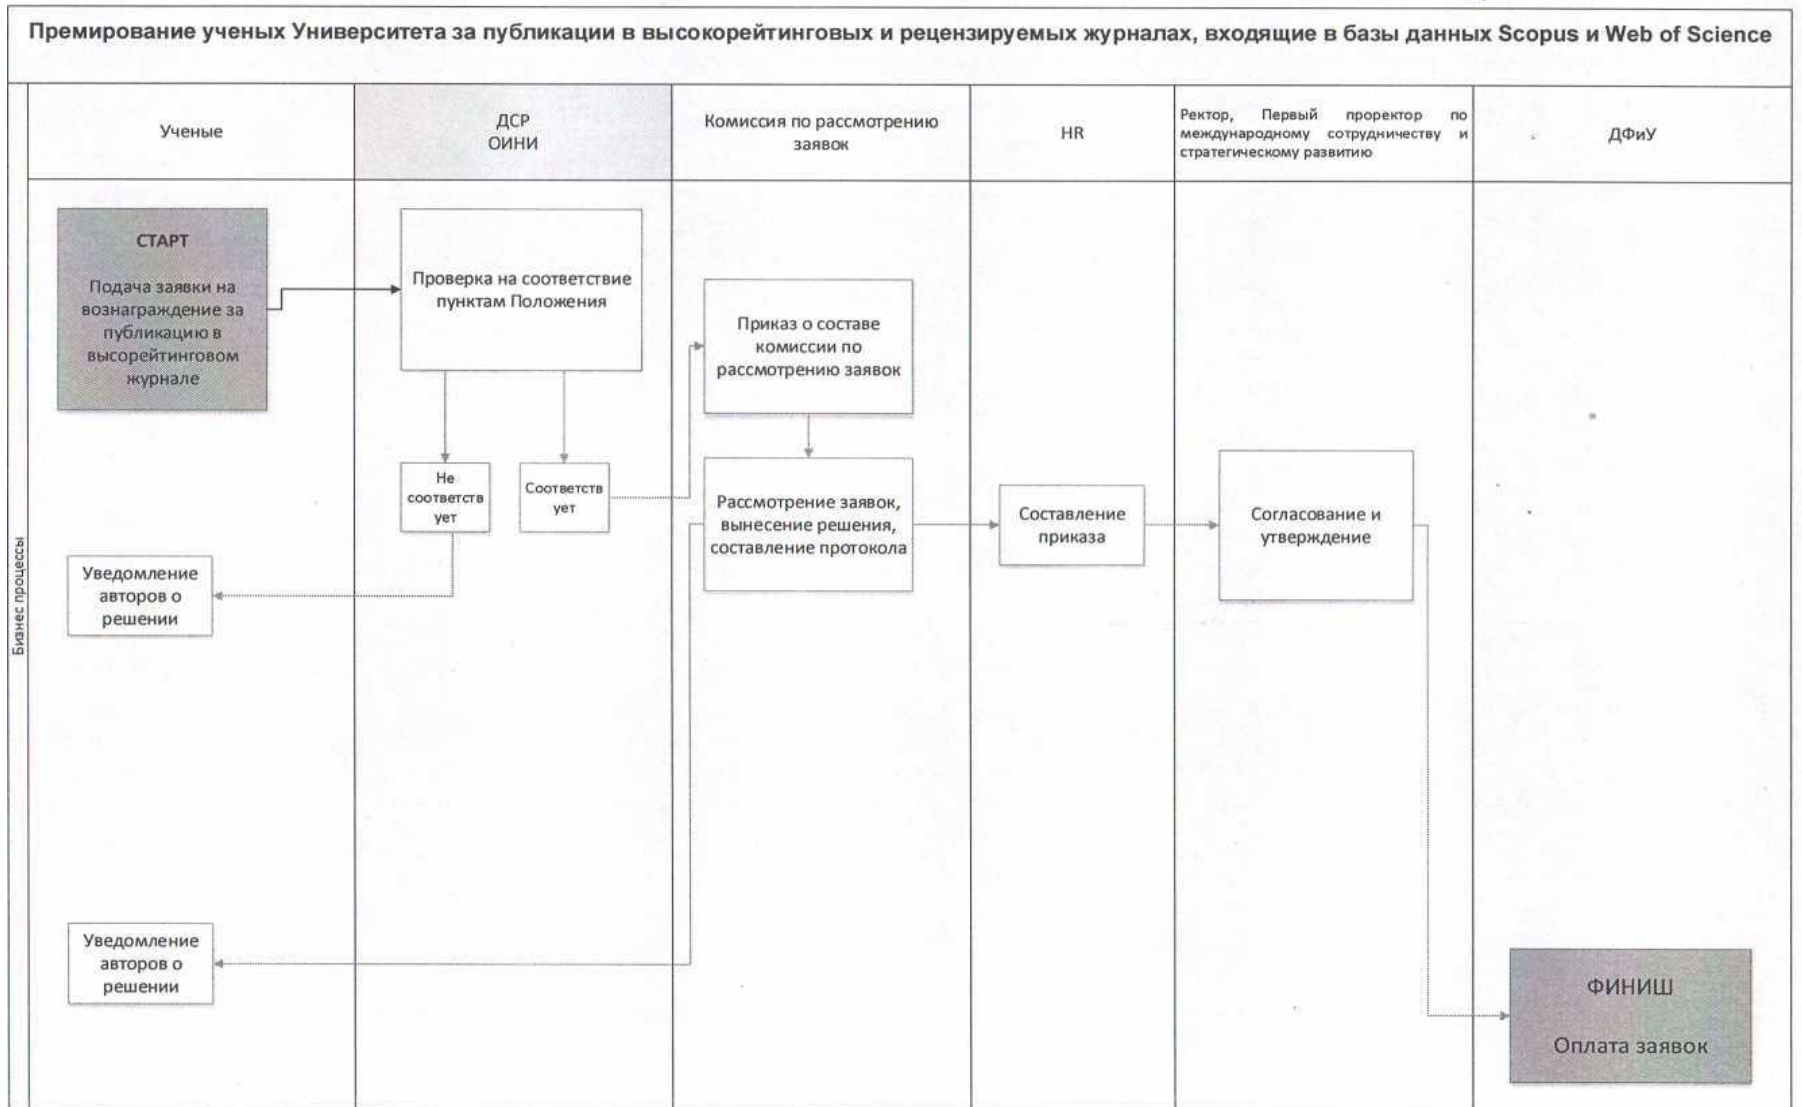 Премирование ученых Университета за публикации в высокорейтинговых и рецензируемых журналах, входящие в базы данных Scopus и Web of Science
Бизнес процессы
Ученые
ДСР
ОИНИ
Комиссия по рассмотрению
заявок
HR
Ректор, Первый проректор по
международному сотрудничеству и
стратегическому развитию
ДФиУ
СТАРТ
Подача заявки на
вознаграждение за
публикацию в
высорейтинговом
журнале
Проверка на соответствие
пунктам Положения
Приказ о составе
комиссии по
рассмотрению заявок
Не
соответств
ует
Соответств
ует
Рассмотрение заявок,
вынесение решения,
составление протокола
Составление
приказа
Согласование и
утверждение
Уведомление
авторов о
решении
Уведомление
авторов о
решении
ФИНИШ
Оплата заявок